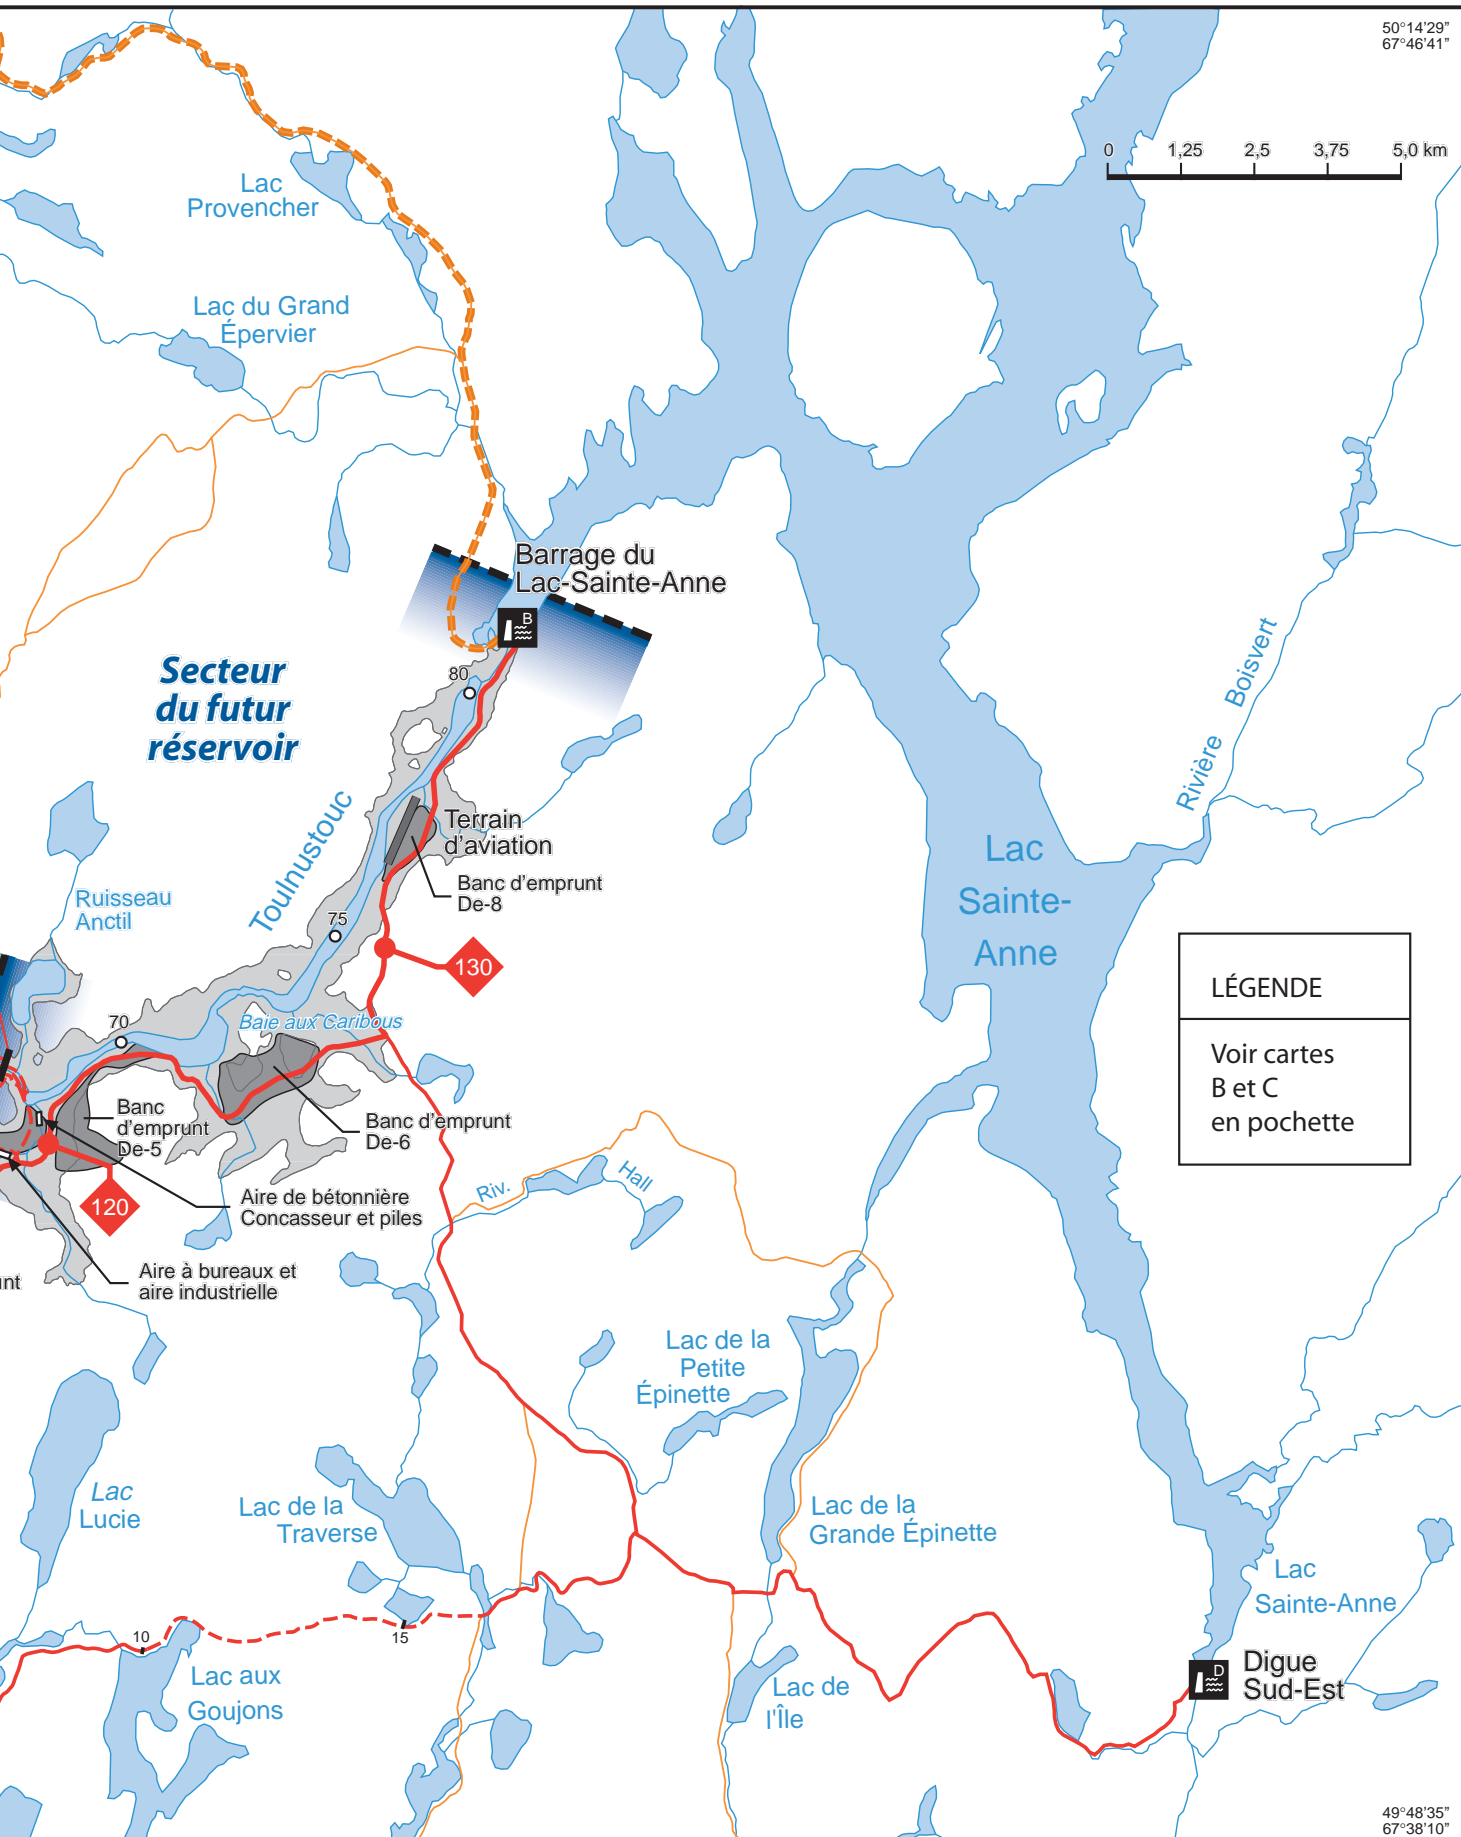 50°14’29”
67°46’41”
0 1,25 2,5 3,75 5,0 km
Lac
Provencher
Lac du Grand
Épervier
Barrage du
Lac-Sainte-Anne
B
Secteur
du futur
réservoir
80
Rivière Boisvert
Toulnustouc
Terrain
d’aviation
Banc d’emprunt
De-8
Lac
Sainte-
Anne
Ruisseau
Anctil
75
130
LÉGENDE
Voir cartes
B et C
en pochette
70
Baie aux Caribous
Banc
d’emprunt
De-5
Banc d’emprunt
De-6
120
Aire de bétonnière
Concasseur et piles
Riv. Hall
Aire à bureaux et
aire industrielle
Lac de la
Petite
Épinette
Lac
Lucie
Lac de la
Traverse
Lac de la
Grande Épinette
Lac
Sainte-Anne
10
15
Lac aux
Goujons
Lac de
l'Île
D
Digue
Sud-Est
49°48’35”
67°38’10”